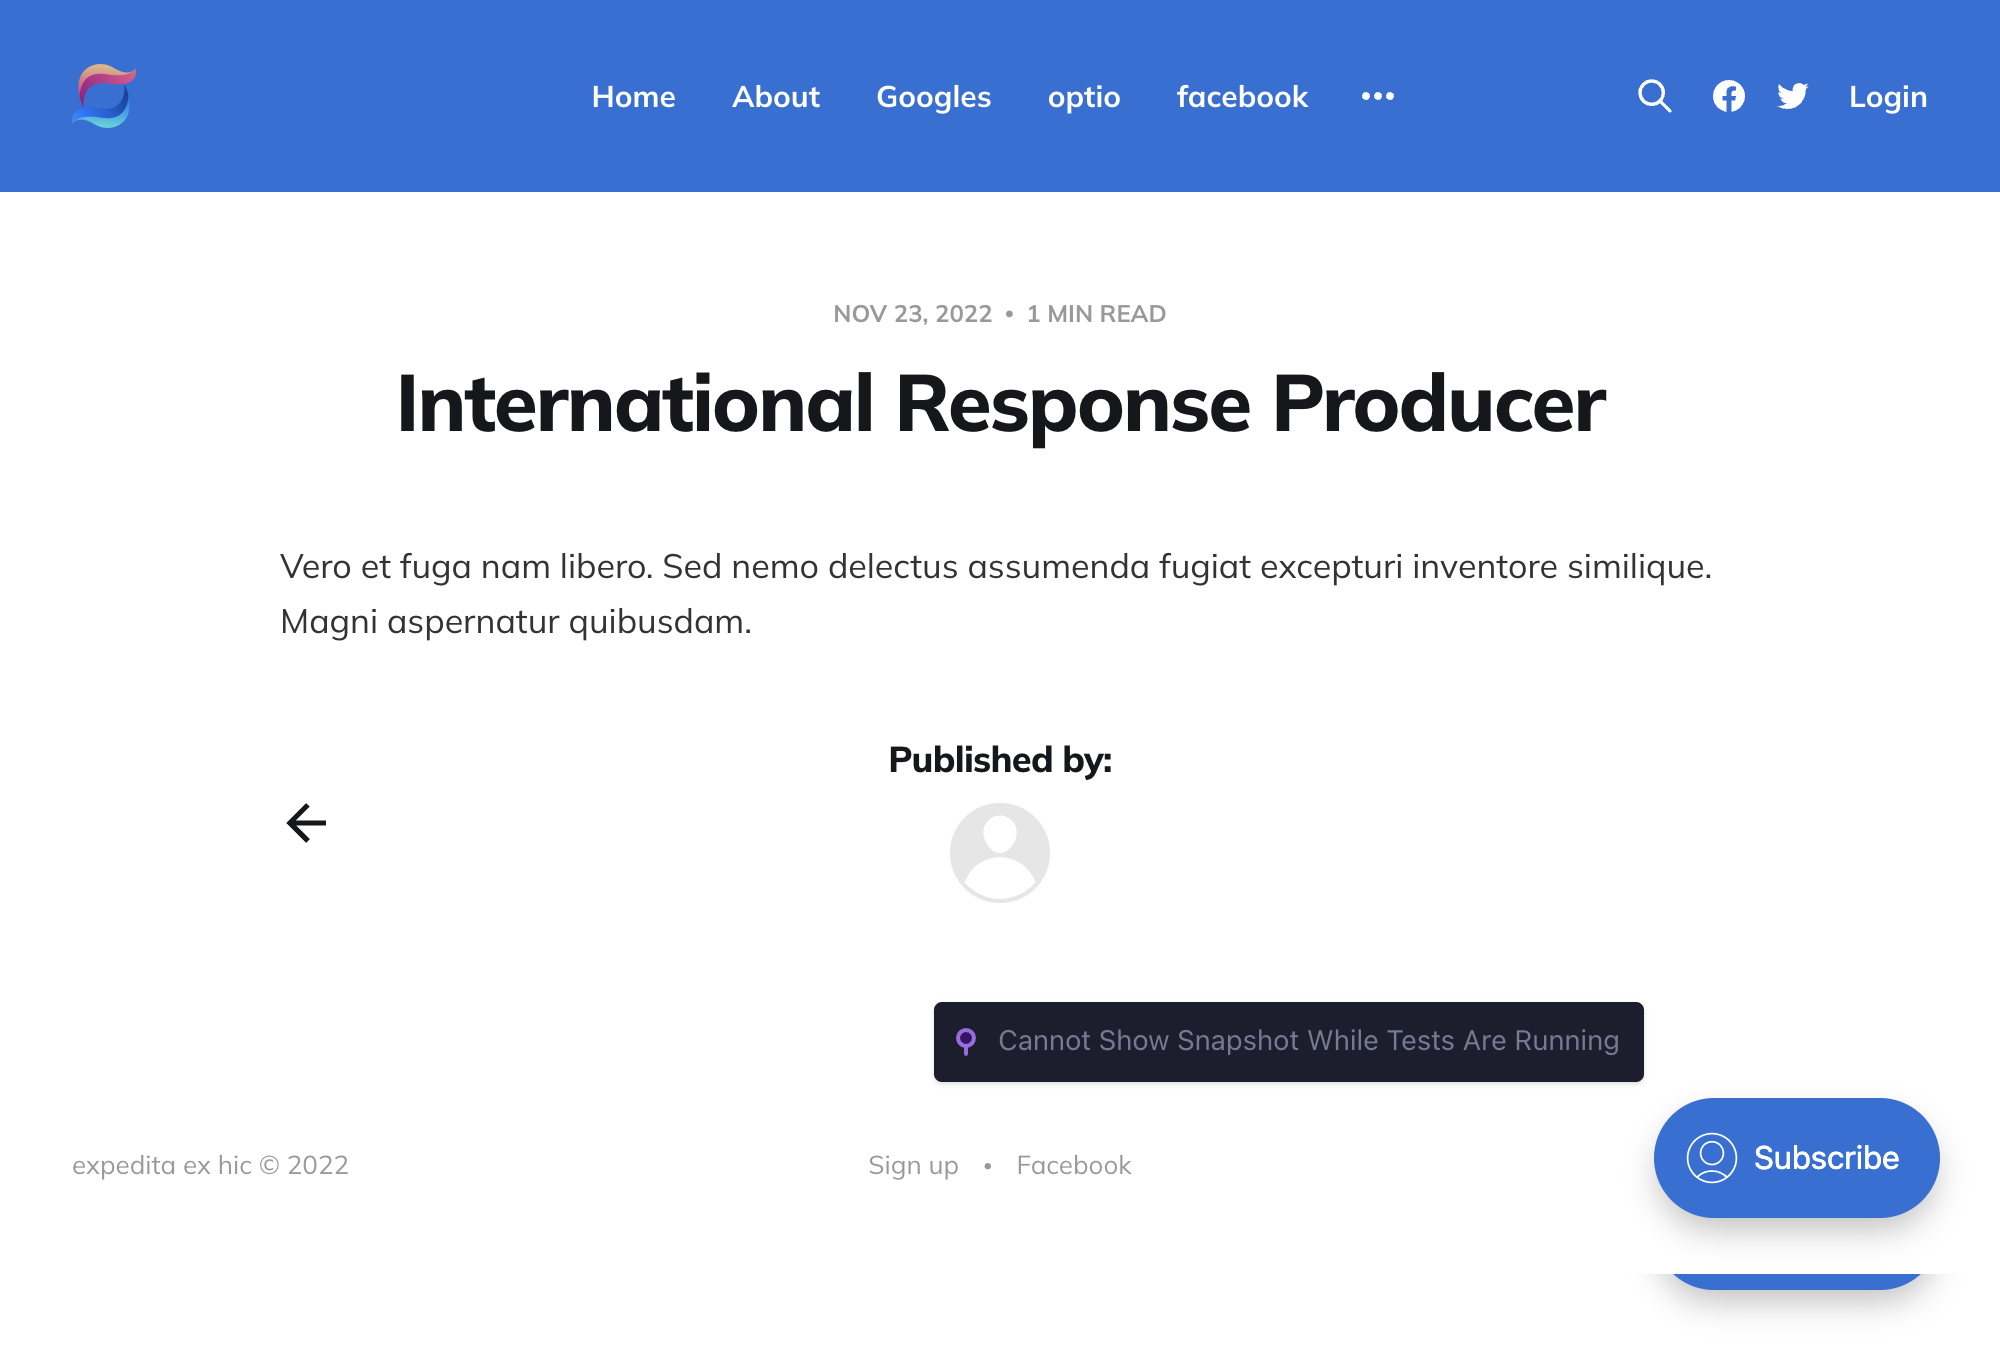 Home About Googles optio facebook ••• Login
NOV 23, 2022 • 1 MIN READ
International Response Producer
Vero et fuga nam libero. Sed nemo delectus assumenda fugiat excepturi inventore similique.
Magni aspernatur quibusdam.
Published by:
Cannot Show Snapshot While Tests Are Running
expedita ex hic © 2022
Sign up • Facebook
Subscribe